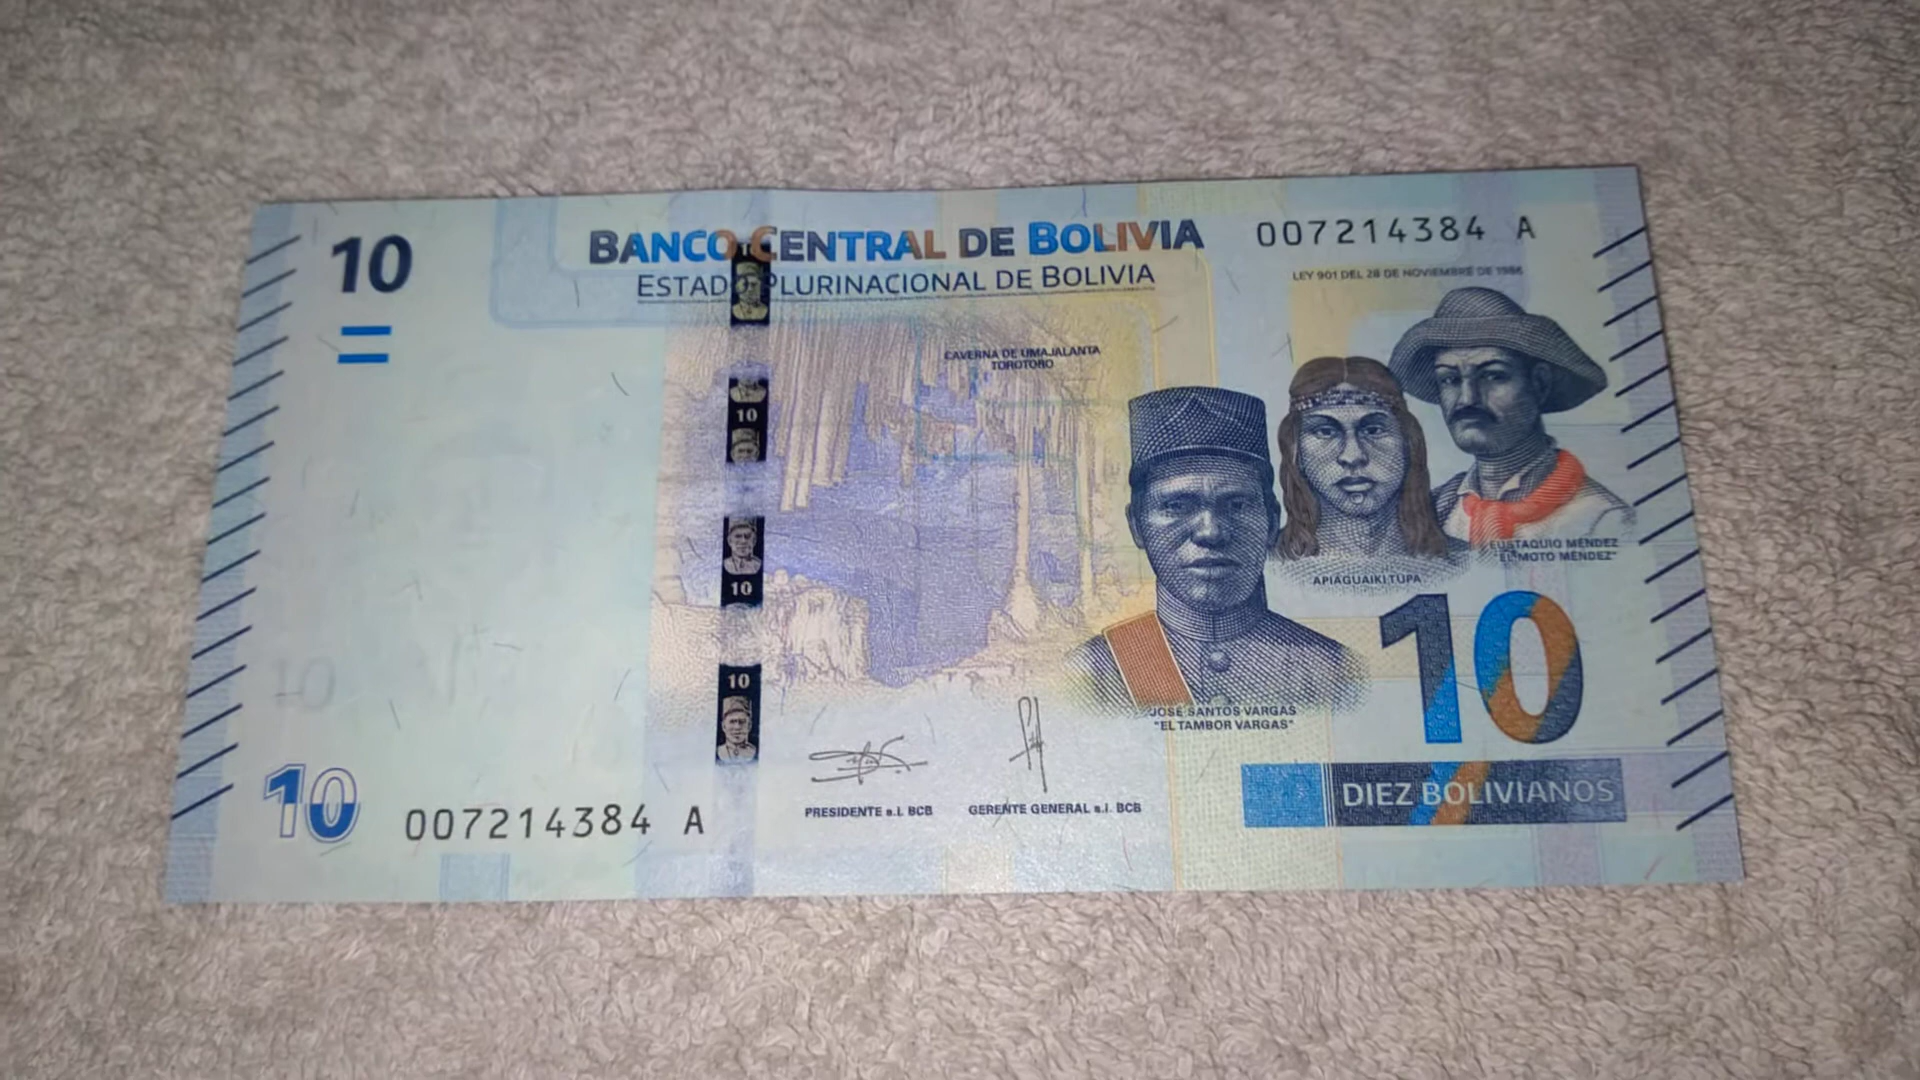 10
BANCO CENTRAL DE BOLIVIA
ESTADO PLURINACIONAL DE BOLIVIA
007214384 A
LEY 901 DEL 28 DE NOVIEMBRE DE 1986
CAVERNA DE UMAJALANTA
TOROTORO
10
10
10
EUSTAQUIO MÉNDEZ
"EL MOTO MÉNDEZ"
APIAGUAIKI TUPA
JOSÉ SANTOS VARGAS
"EL TAMBOR VARGAS"
10
10
DIEZ BOLIVIANOS
10
007214384 A
PRESIDENTE a.i. BCB
GERENTE GENERAL a.i. BCB